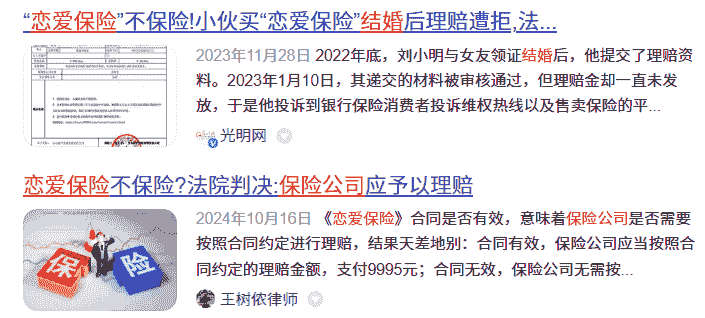 “恋爱保险”不保险!小伙买“恋爱保险”结婚后理赔遭拒,法...
2023年11月28日 2022年底，刘小明与女友领证结婚后，他提交了理赔资
料。2023年1月10日，其递交的材料被审核通过，但理赔金却一直未发
放，于是他投诉到银行保险消费者投诉维权热线以及售卖保险的平...
光明网
恋爱保险不保险?法院判决:保险公司应予以理赔
2024年10月16日 《恋爱保险》合同是否有效，意味着保险公司是否需要
按照合同约定进行理赔，结果天差地别：合同有效，保险公司应当按照合
同约定的理赔金额，支付9995元；合同无效，保险公司无需按...
保 险
王树侬律师